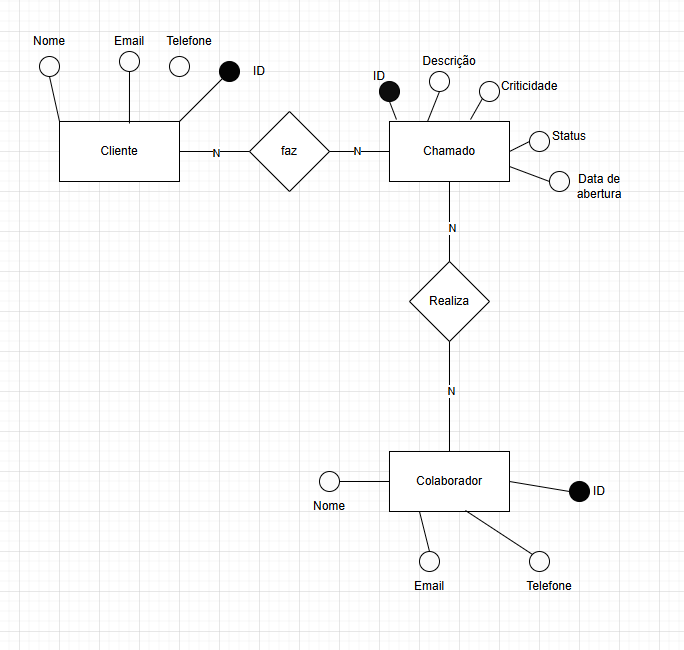 Nome
Email
Telefone
ID
ID
Descrição
Criticidade
Status
Data de
abertura
Cliente
N
faz
N
Chamado
N
Realiza
N
Colaborador
Nome
ID
Email
Telefone